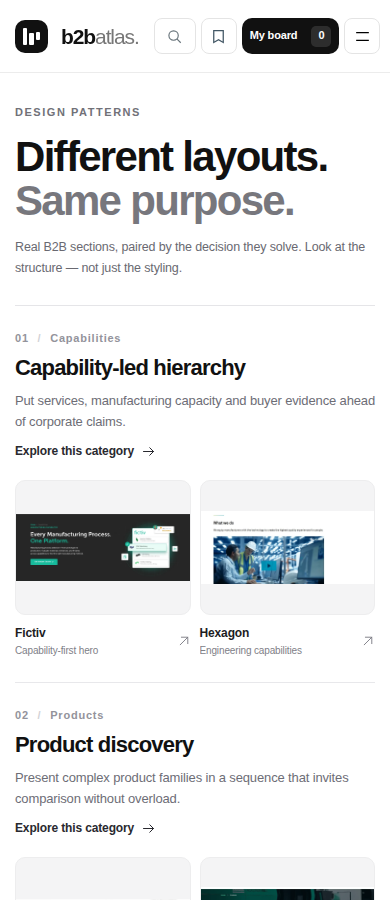 b2batlas.
My board 0
DESIGN PATTERNS
Different layouts.
Same purpose.
Real B2B sections, paired by the decision they solve. Look at the
structure — not just the styling.
01 / Capabilities
Capability-led hierarchy
Put services, manufacturing capacity and buyer evidence ahead
of corporate claims.
Explore this category
Every Manufacturing Process.
One Platform.
What we do
Fictiv
Capability-first hero
Hexagon
Engineering capabilities
02 / Products
Product discovery
Present complex product families in a sequence that invites
comparison without overload.
Explore this category